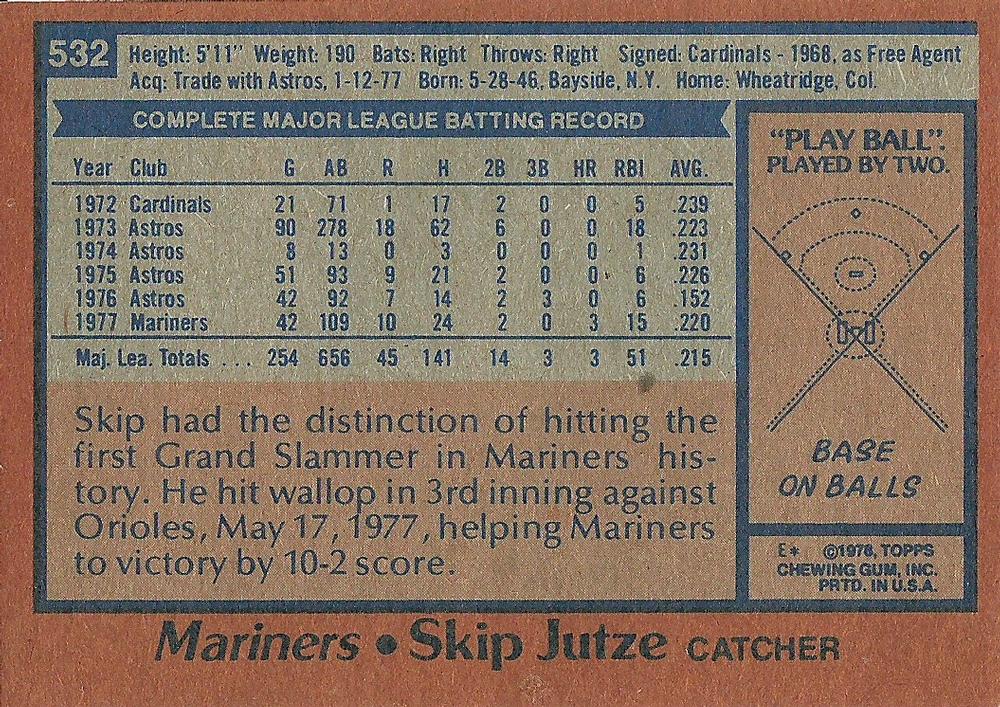 532
Height: 5'11" Weight: 190 Bats: Right Throws: Right Signed: Cardinals - 1968, as Free Agent
Acq: Trade with Astros, 1-12-77 Born: 5-28-46, Bayside, N.Y. Home: Wheatridge, Col.
COMPLETE MAJOR LEAGUE BATTING RECORD
Year Club G AB R H 2B 3B HR RBI AVG.
1972 Cardinals 21 71 1 17 2 0 0 5 .239
1973 Astros 90 278 18 62 6 0 0 18 .223
1974 Astros 8 13 0 3 0 0 0 1 .231
1975 Astros 51 93 9 21 2 0 0 6 .226
1976 Astros 42 92 7 14 2 3 0 6 .152
1977 Mariners 42 109 10 24 2 0 3 15 .220
Maj. Lea. Totals . . . 254 656 45 141 14 3 3 51 .215
Skip had the distinction of hitting the
first Grand Slammer in Mariners his-
tory. He hit wallop in 3rd inning against
Orioles, May 17, 1977, helping Mariners
to victory by 10-2 score.
"PLAY BALL".
PLAYED BY TWO.
BASE
ON BALLS
E* ©1978, TOPPS
CHEWING GUM, INC.
PRTD. IN U.S.A.
Mariners • Skip Jutze CATCHER